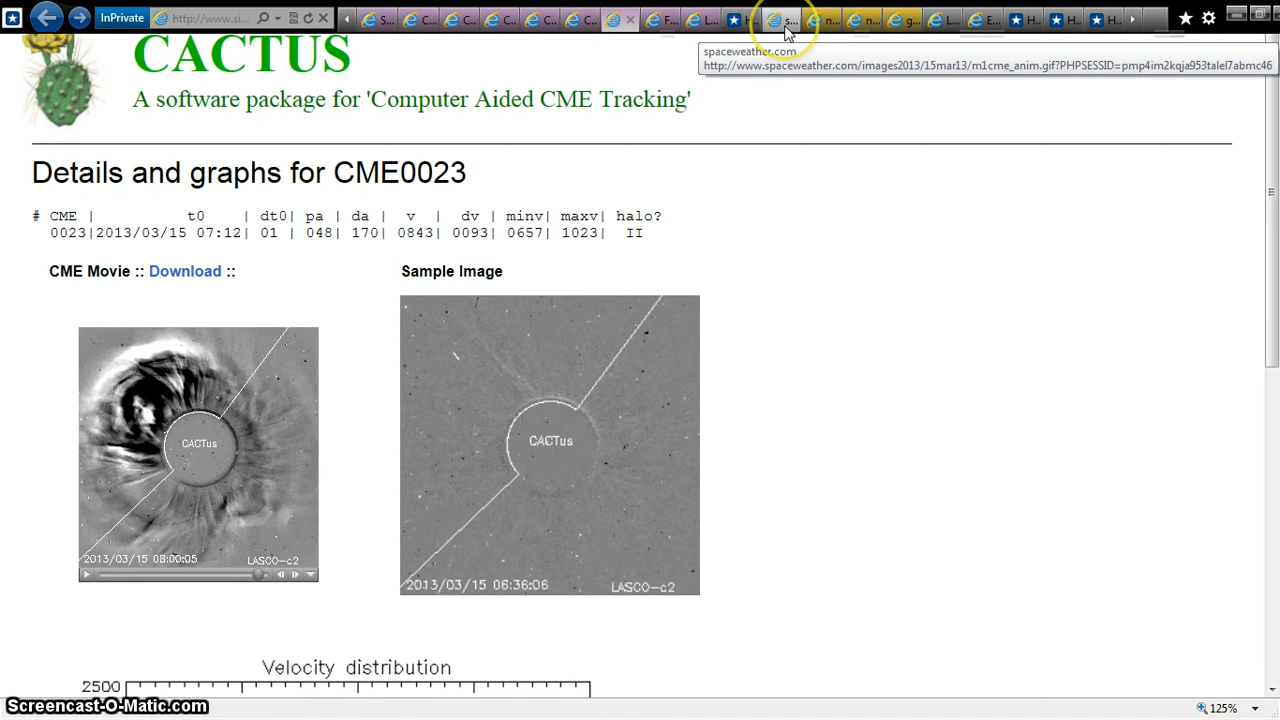 InPrivate
http://www.si
CACTUS
spaceweather.com
http://www.spaceweather.com/images2013/15mar13/m1cme_anim.gif?PHPSESSID=pmp4im2kqja953talel7abmc46
A software package for 'Computer Aided CME Tracking'
Details and graphs for CME0023
# CME | t0 | dt0| pa | da | v | dv | minv| maxv| halo?
0023|2013/03/15 07:12| 01 | 048| 170| 0843| 0093| 0657| 1023| II
CME Movie :: Download ::
Sample Image
CACTus
2013/03/15 08:00:05 LASCO-c2
CACTus
2013/03/15 06:36:06 LASCO-c2
Velocity distribution
2500
Screencast-O-Matic.com
125%